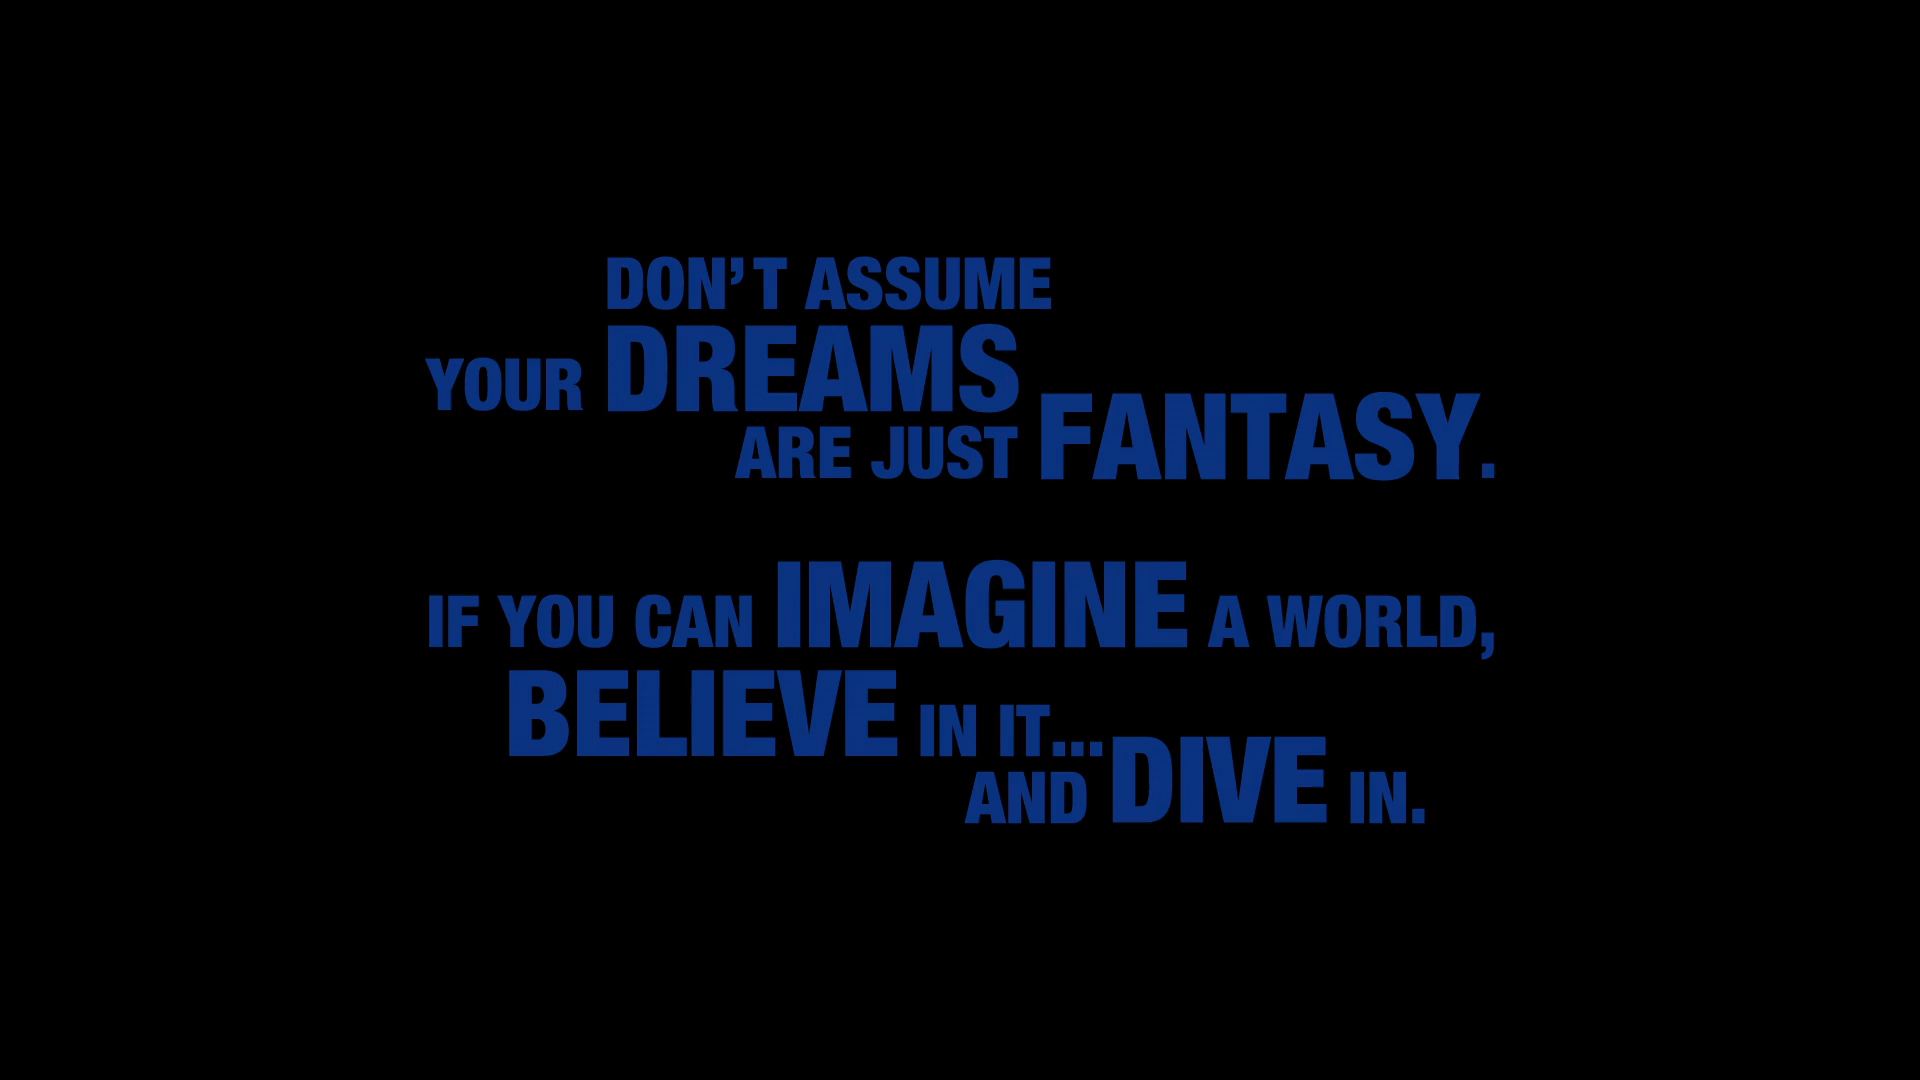 DON'T ASSUME
YOUR DREAMS
ARE JUST FANTASY.
IF YOU CAN IMAGINE A WORLD,
BELIEVE IN IT...
AND DIVE IN.